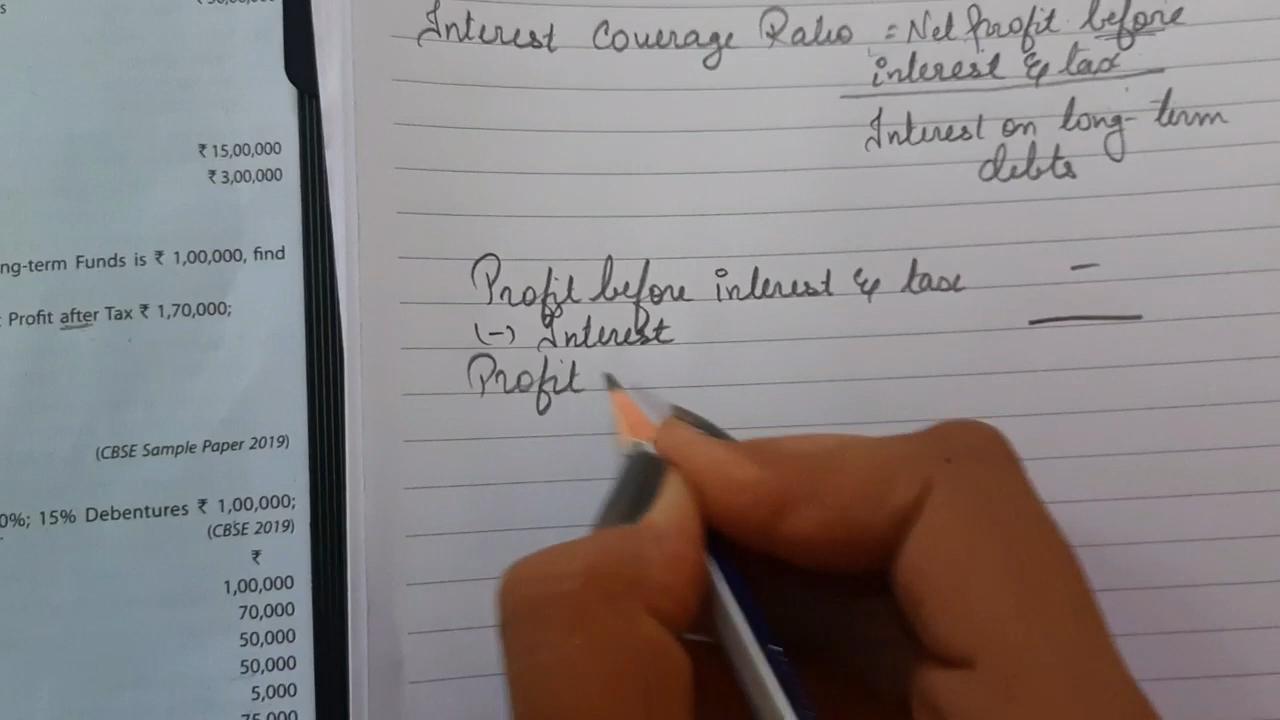 ₹ 15,00,000
₹ 3,00,000
ng-term Funds is ₹ 1,00,000, find
Profit after Tax ₹ 1,70,000;
(CBSE Sample Paper 2019)
0%; 15% Debentures ₹ 1,00,000;
(CBSE 2019)
₹
1,00,000
70,000
50,000
50,000
5,000
75,000
Interest Coverage Ratio = Net Profit before
interest & tax
Interest on long-term
debts
Profit before interest & tax –
(-) Interest
Profit